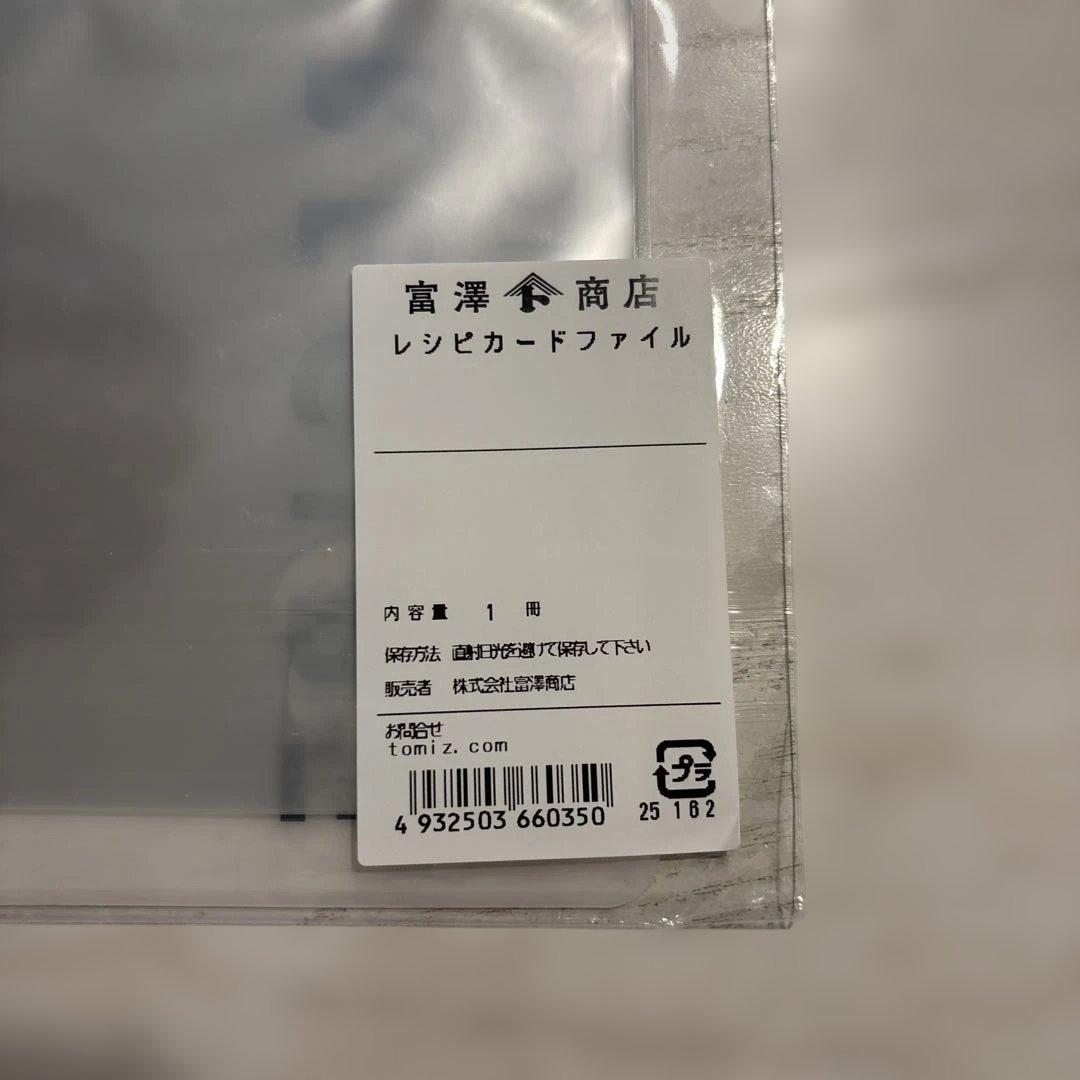 富澤 ト 商店
レシピカードファイル
内容量 1 冊
保存方法 直射日光を避けて保存して下さい
販売者 株式会社富澤商店
お問合せ
tomiz.com
プラ
4 932503 660350
25 162